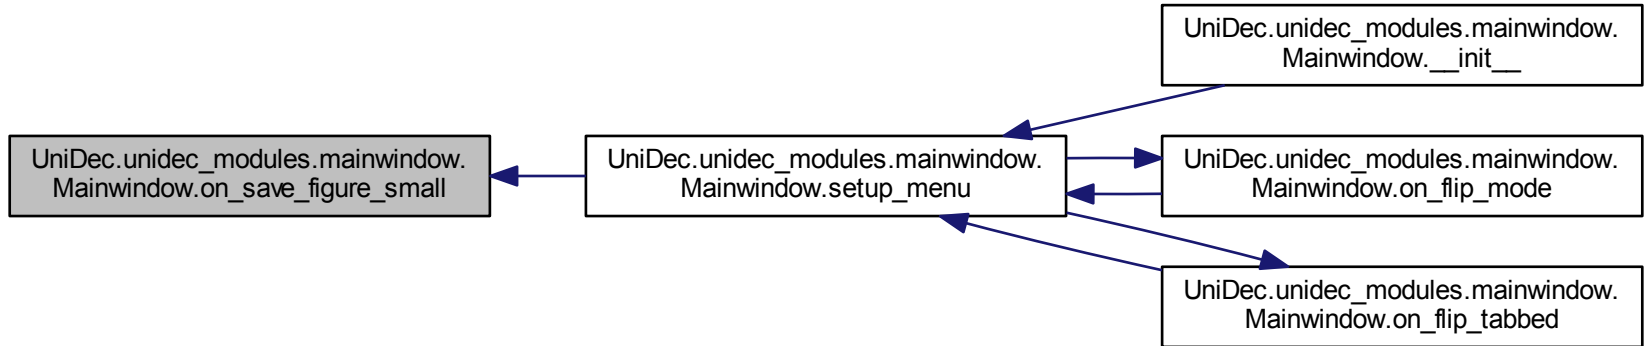 UniDec.unidec_modules.mainwindow.
Mainwindow.on_save_figure_small
UniDec.unidec_modules.mainwindow.
Mainwindow.setup_menu
UniDec.unidec_modules.mainwindow.
Mainwindow.__init__
UniDec.unidec_modules.mainwindow.
Mainwindow.on_flip_mode
UniDec.unidec_modules.mainwindow.
Mainwindow.on_flip_tabbed